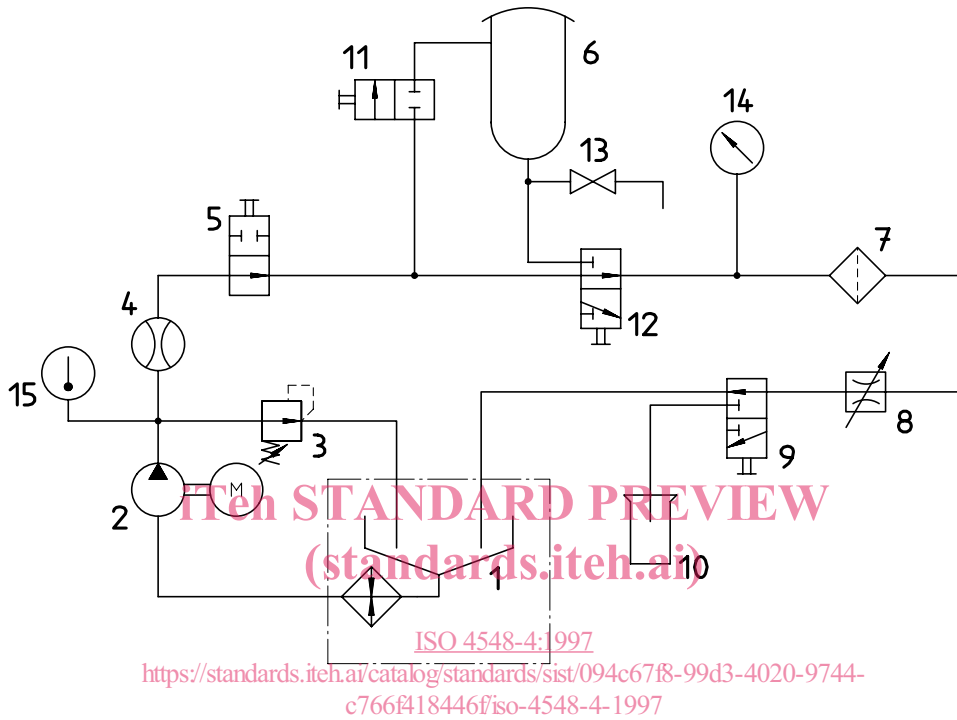 11
6
14
13
5
7
4
12
15
3
8
9
M
2
iTeh STANDARD PREVIEW
(standards.iteh.ai)
10
1
ISO 4548-4:1997
https://standards.iteh.ai/catalog/standards/sist/094c67f8-99d3-4020-9744-
c766f418446f/iso-4548-4-1997